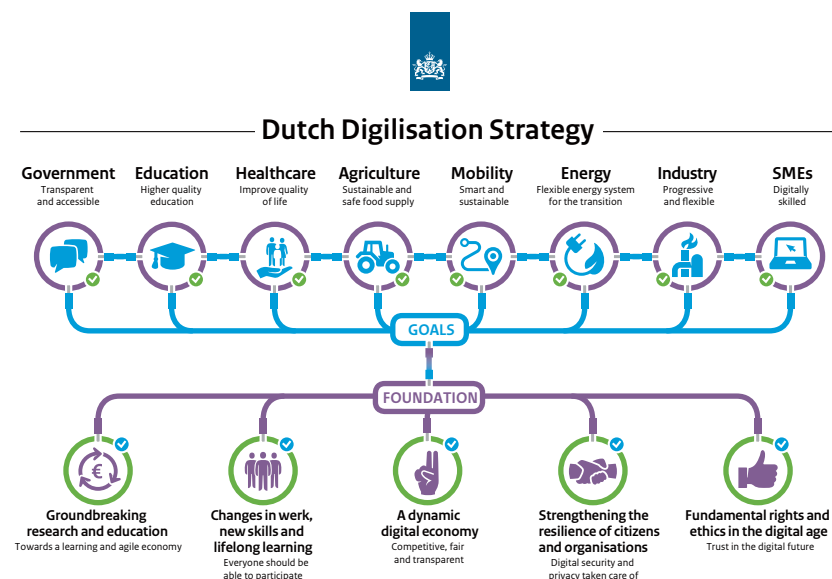 Dutch Digilisation Strategy
Government
Transparent
and accessible
Education
Higher quality
education
Healthcare
Improve quality
of life
Agriculture
Sustainable and
safe food supply
Mobility
Smart and
sustainable
Energy
Flexible energy system
for the transition
Industry
Progressive
and flexible
SMEs
Digitally
skilled
GOALS
FOUNDATION
€
Groundbreaking
research and education
Towards a learning and agile economy
Changes in work,
new skills and
lifelong learning
Everyone should be
able to participate
A dynamic
digital economy
Competitive, fair
and transparent
Strengthening the
resilience of citizens
and organisations
Digital security and
privacy taken care of
Fundamental rights and
ethics in the digital age
Trust in the digital future